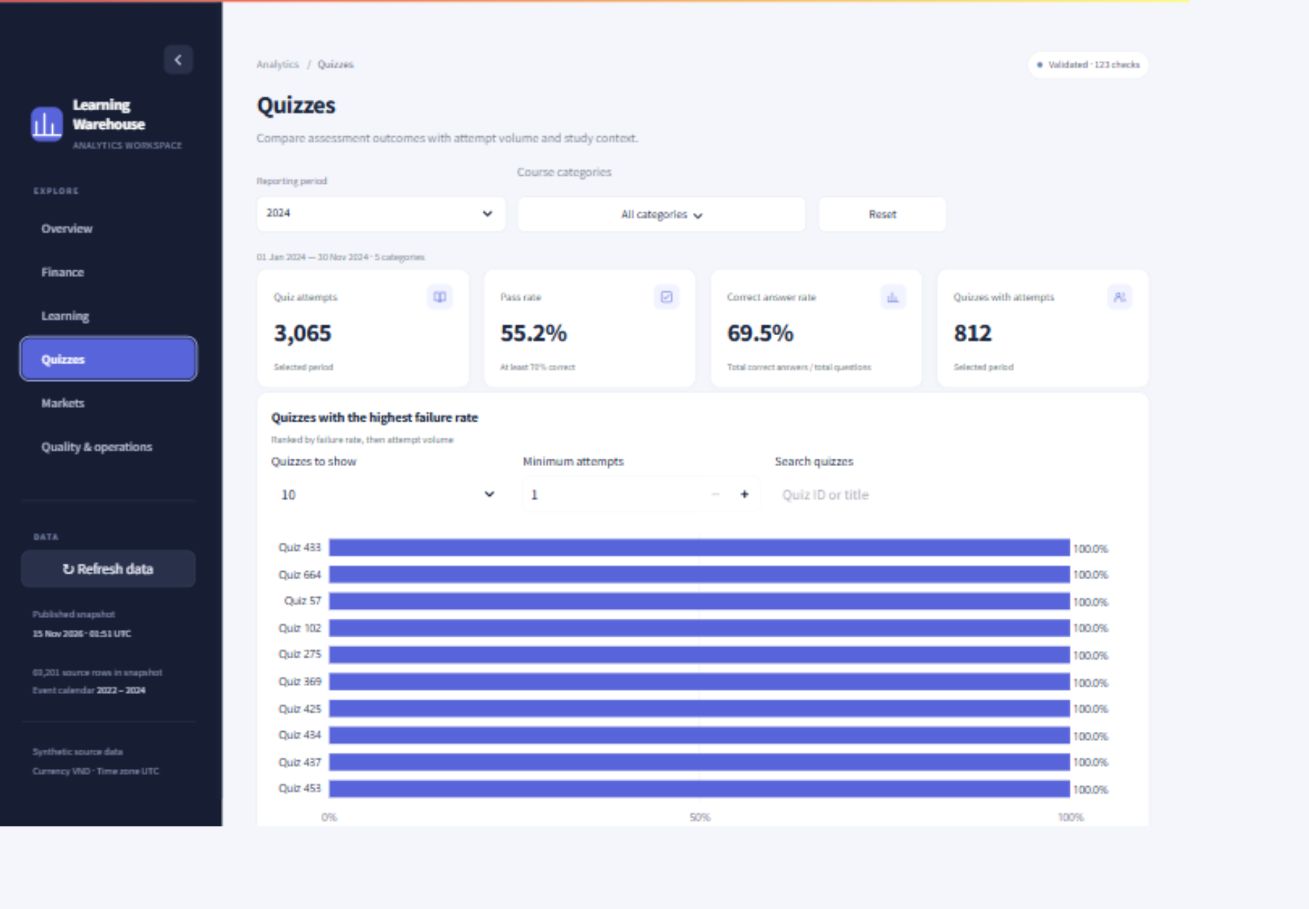 Learning
Warehouse
ANALYTICS WORKSPACE
EXPLORE
Overview
Finance
Learning
Quizzes
Markets
Quality & operations
DATA
↻ Refresh data
Published snapshot
15 Nov 2026 · 01:51 UTC
source rows in snapshot
Event calendar 2022 – 2024
Synthetic source data
Currency VND · Time zone UTC
Analytics / Quizzes
Validated · 123 checks
Quizzes
Compare assessment outcomes with attempt volume and study context.
Reporting period
Course categories
2024
All categories
Reset
01 Jan 2024 — 30 Nov 2024 · 5 categories
Quiz attempts
3,065
Selected period
Pass rate
55.2%
At least 70% correct
Correct answer rate
69.5%
Total correct answers / total questions
Quizzes with attempts
812
Selected period
Quizzes with the highest failure rate
Ranked by failure rate, then attempt volume
Quizzes to show
Minimum attempts
Search quizzes
10
1 − +
Quiz ID or title
Quiz 433 100.0%
Quiz 664 100.0%
Quiz 57 100.0%
Quiz 102 100.0%
Quiz 275 100.0%
Quiz 369 100.0%
Quiz 425 100.0%
Quiz 434 100.0%
Quiz 437 100.0%
Quiz 453 100.0%
0% 50% 100%